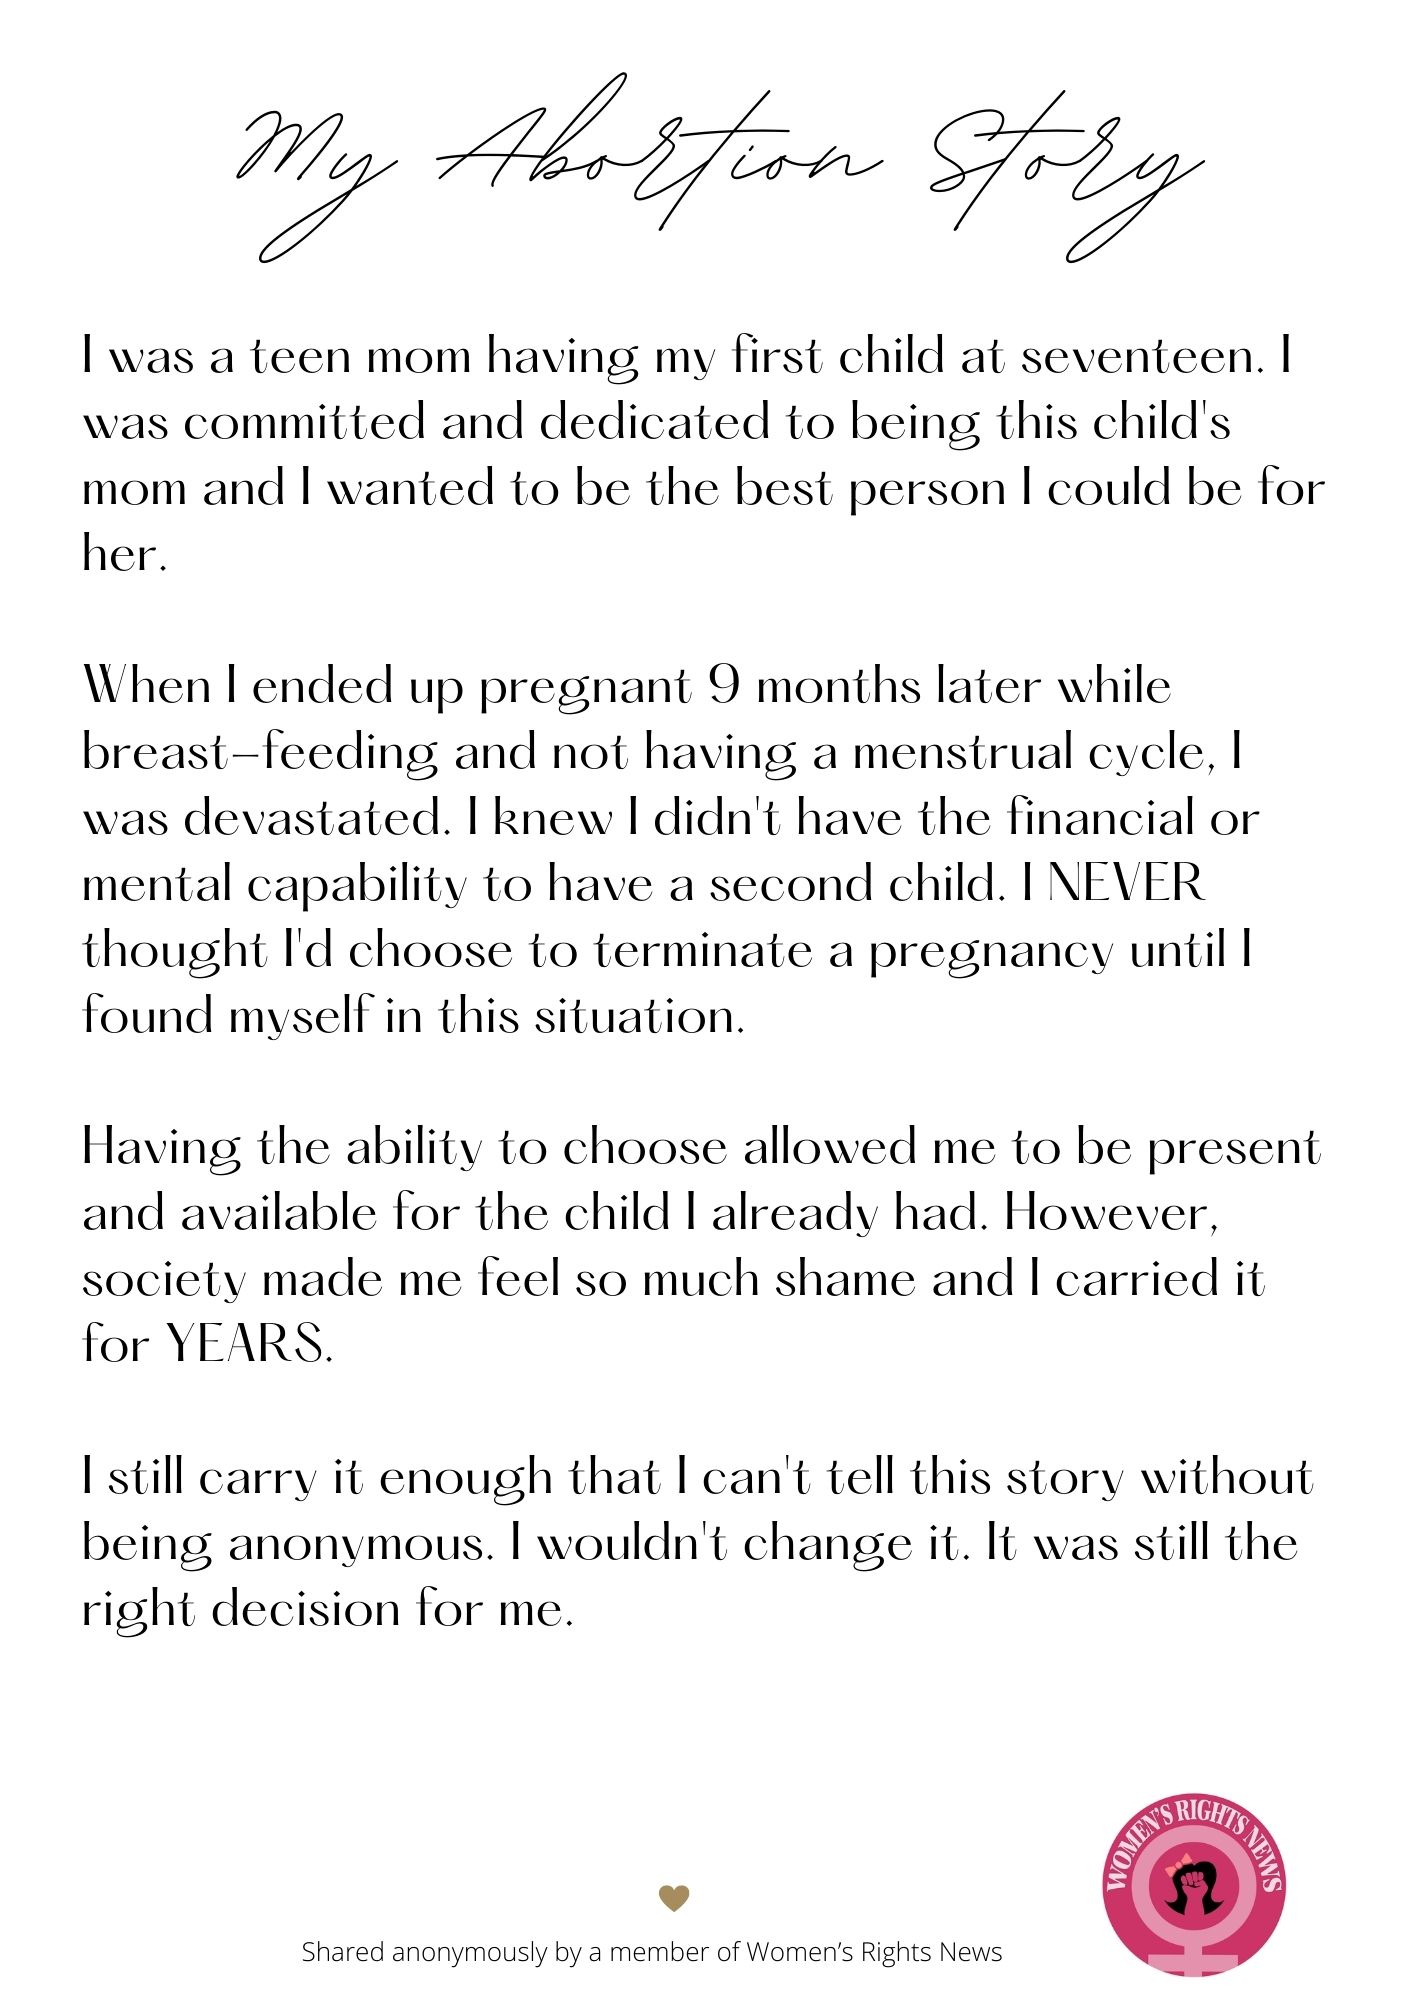 My Abortion Story
I was a teen mom having my first child at seventeen. I
was committed and dedicated to being this child's
mom and I wanted to be the best person I could be for
her.
When I ended up pregnant 9 months later while
breast-feeding and not having a menstrual cycle, I
was devastated. I knew I didn't have the financial or
mental capability to have a second child. I NEVER
thought I'd choose to terminate a pregnancy until I
found myself in this situation.
Having the ability to choose allowed me to be present
and available for the child I already had. However,
society made me feel so much shame and I carried it
for YEARS.
I still carry it enough that I can't tell this story without
being anonymous. I wouldn't change it. It was still the
right decision for me.
WOMEN'S RIGHTS NEWS
Shared anonymously by a member of Women’s Rights News